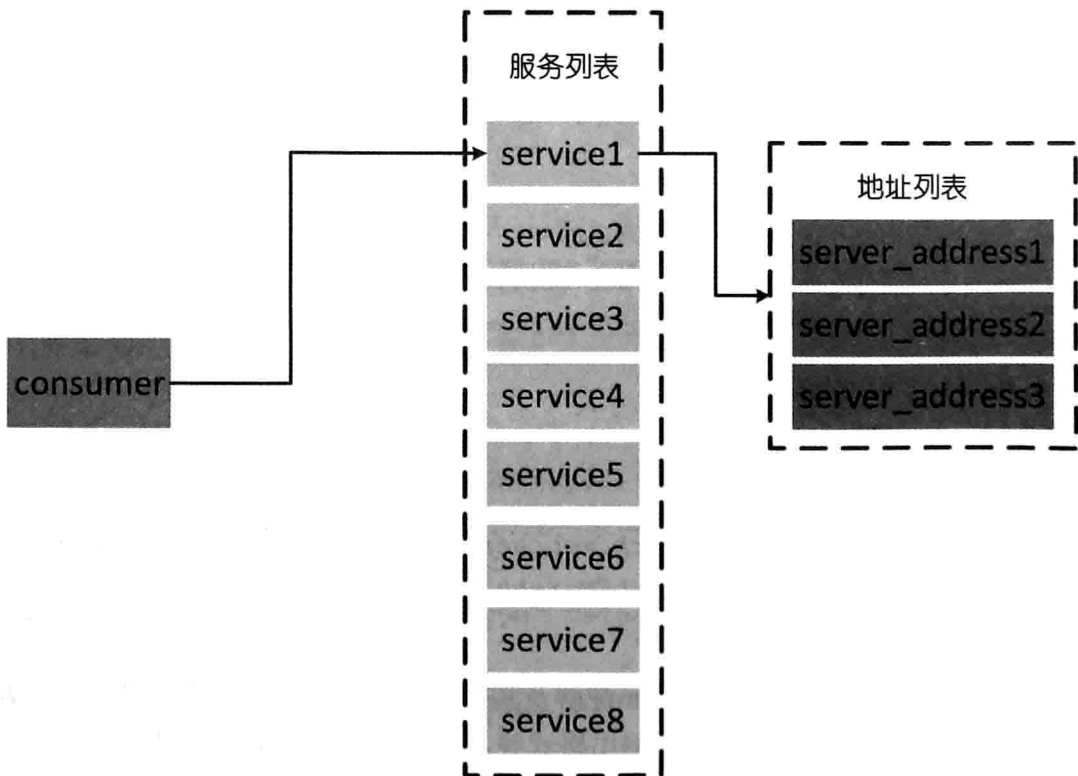 服务列表
service1
service2
service3
service4
service5
service6
service7
service8
consumer
地址列表
server_address1
server_address2
server_address3